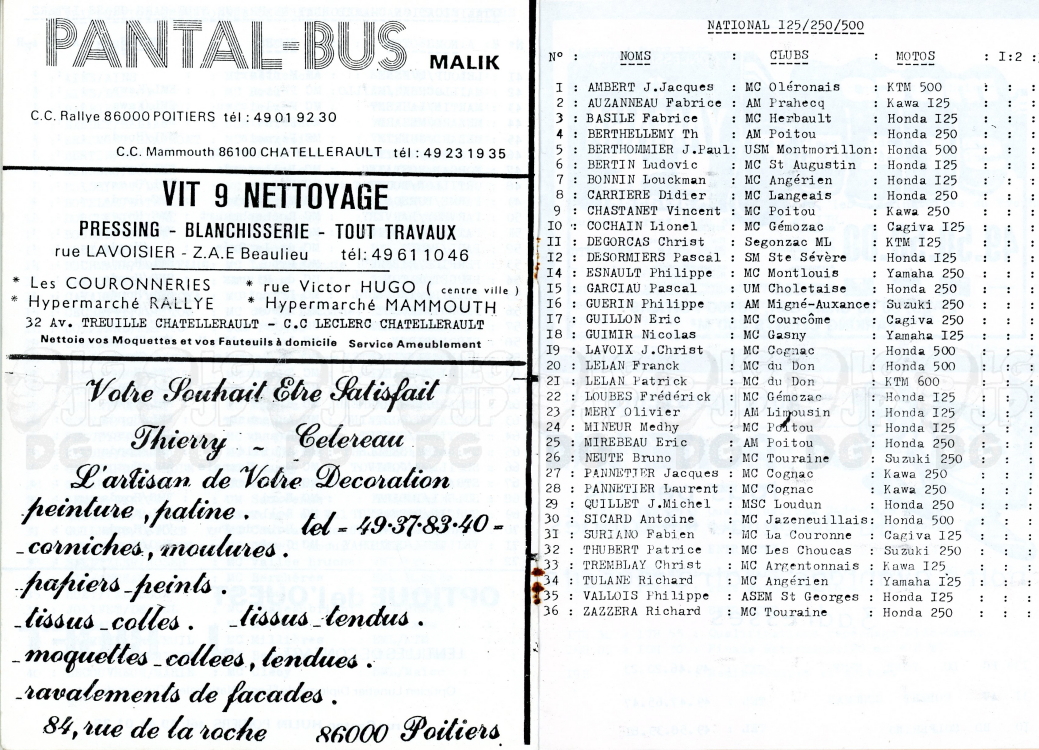 PANTAL-BUS MALIK
C.C. Rallye 86000 POITIERS tél : 49 01 92 30
C.C. Mammouth 86100 CHATELLERAULT tél : 49 23 19 35
VIT 9 NETTOYAGE
PRESSING - BLANCHISSERIE - TOUT TRAVAUX
rue LAVOISIER - Z.A.E Beaulieu tél: 49 61 10 46
* Les COURONNERIES * rue Victor HUGO ( centre ville )
* Hypermarché RALLYE * Hypermarché MAMMOUTH
32 Av. TREUILLE CHATELLERAULT - C.C LECLERC CHATELLERAULT
Nettoie vos Moquettes et vos Fauteuils à domicile Service Ameublement
Votre Souhait Etre Satisfait
Thierry - Celereau
L'artisan de Votre Decoration
peinture, patine. tel = 49.37.83.40 =
- corniches, moulures.
- papiers - peints.
- tissus - colles. - tissus - tendus.
- moquettes - collees, tendues.
- ravalements de facades.
84, rue de la roche 86000 Poitiers
NATIONAL 125/250/500
N° : NOMS : CLUBS : MOTOS : I:2 :
I : AMBERT J.Jacques : MC Oléronais : KTM 500 : : :
2 : AUZANNEAU Fabrice : AM Prahecq : Kawa I25 : : :
3 : BASILE Fabrice : MC Herbault : Honda I25 : : :
4 : BERTHELLEMY Th : AM Poitou : Honda 250 : : :
5 : BERTHOMMIER J.Paul: USM Montmorillon: Honda 500 : : :
6 : BERTIN Ludovic : MC St Augustin : Honda I25 : : :
7 : BONNIN Louckman : MC Angérien : Honda I25 : : :
8 : CARRIERE Didier : MC Langeais : Honda 250 : : :
9 : CHASTANET Vincent : MC Poitou : Kawa 250 : : :
IO : COCHAIN Lionel : MC Gémozac : Cagiva I25 : : :
II : DEGORCAS Christ : Segonzac ML : KTM I25 : : :
I2 : DESORMIERS Pascal : SM Ste Sévère : Honda I25 : : :
I4 : ESNAULT Philippe : MC Montlouis : Yamaha 250 : : :
I5 : GARCIAU Pascal : UM Choletaise : Honda 250 : : :
I6 : GUERIN Philippe : AM Migné-Auxance: Suzuki 250 : : :
I7 : GUILLON Eric : MC Courcôme : Cagiva 250 : : :
I8 : GUIMIR Nicolas : MC Gasny : Yamaha I25 : : :
I9 : LAVOIX J.Christ : MC Cognac : Honda 500 : : :
20 : LELAN Franck : MC du Don : Honda 500 : : :
2I : LELAN Patrick : MC du Don : KTM 600 : : :
22 : LOUBES Frédérick : MC Gémozac : Honda I25 : : :
23 : MERY Olivier : AM Limousin : Honda I25 : : :
24 : MINEUR Medhy : MC Poitou : Honda I25 : : :
25 : MIREBEAU Eric : AM Poitou : Honda 250 : : :
26 : NEUTE Bruno : MC Touraine : Suzuki 250 : : :
27 : PANNETIER Jacques : MC Cognac : Kawa 250 : : :
28 : PANNETIER Laurent : MC Cognac : Kawa 250 : : :
29 : QUILLET J.Michel : MSC Loudun : Honda 250 : : :
30 : SICARD Antoine : MC Jazeneuillais: Honda 500 : : :
3I : SURIANO Fabien : MC La Couronne : Cagiva I25 : : :
32 : THUBERT Patrice : MC Les Choucas : Suzuki 250 : : :
33 : TREMBLAY Christ : MC Argentonnais : Kawa I25 : : :
34 : TULANE Richard : MC Angérien : Yamaha I25 : : :
35 : VALLOIS Philippe : ASEM St Georges : Honda I25 : : :
36 : ZAZZERA Richard : MC Touraine : Honda 250 : : :